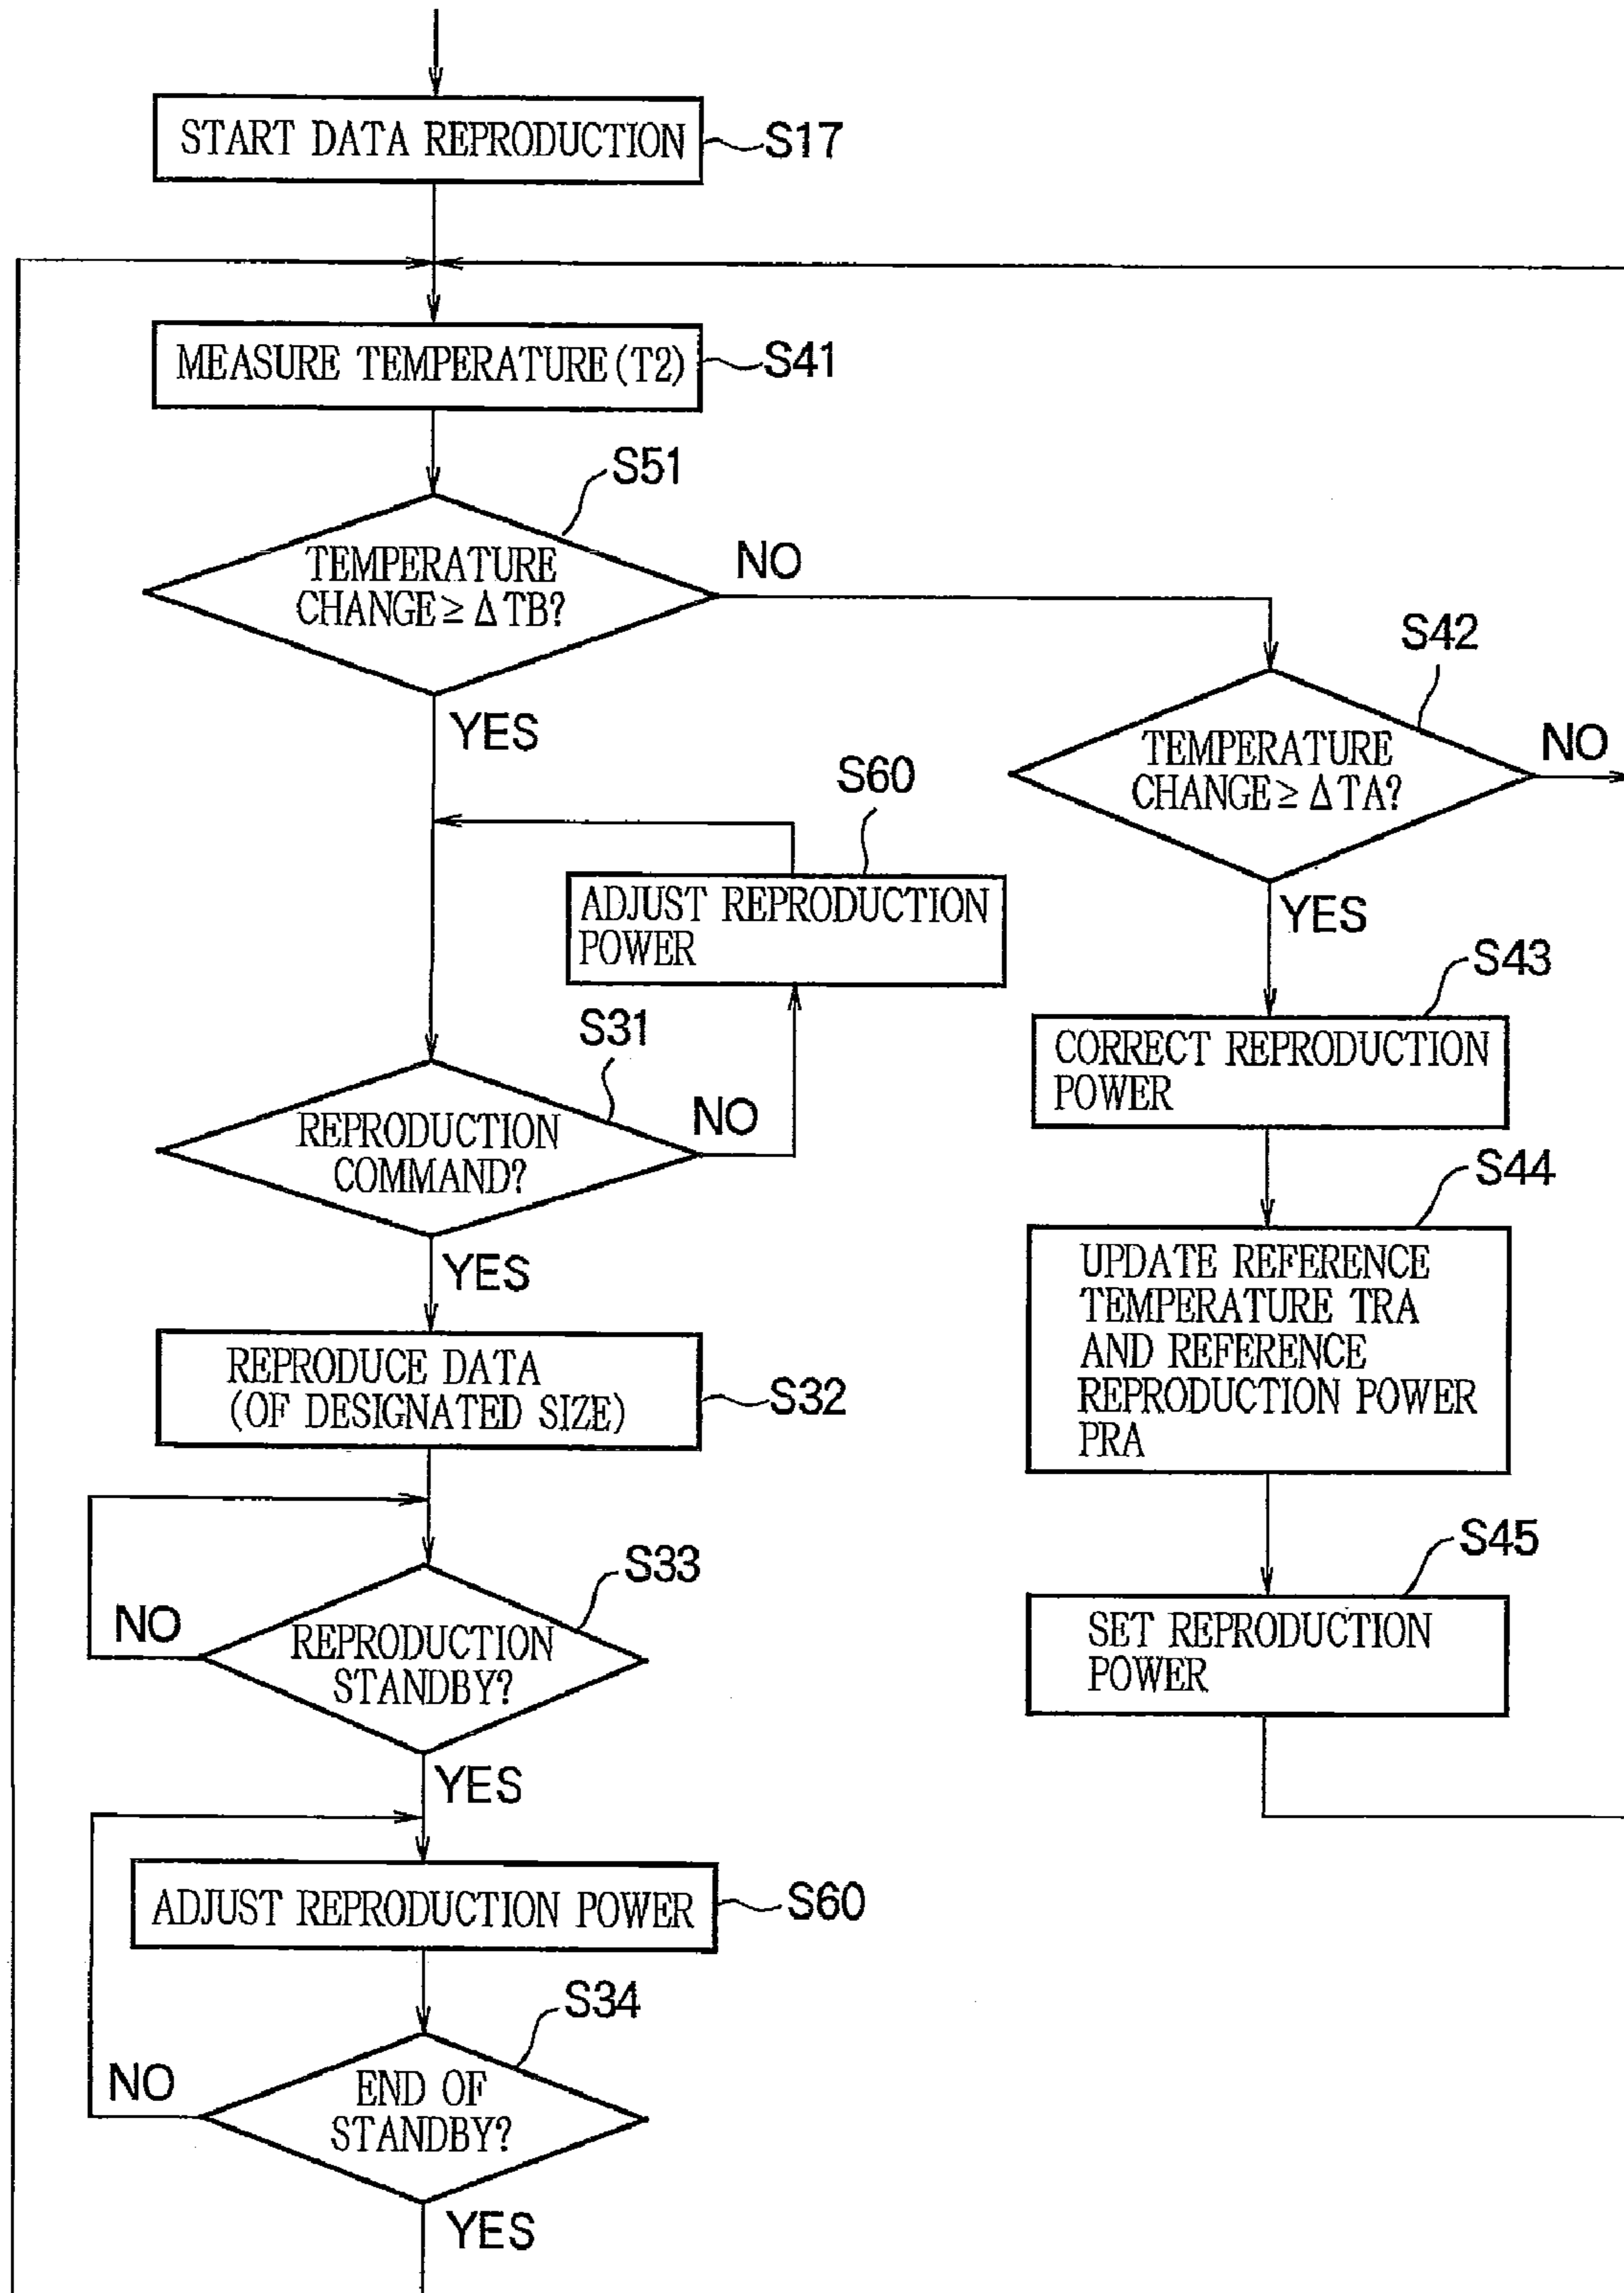 START DATA REPRODUCTION
S17
MEASURE TEMPERATURE(T2)
S41
S51
TEMPERATURE
CHANGE≥ΔTB?
NO
YES
S42
TEMPERATURE
CHANGE≥ΔTA?
NO
YES
S60
ADJUST REPRODUCTION
POWER
S43
CORRECT REPRODUCTION
POWER
S31
REPRODUCTION
COMMAND?
NO
YES
S44
UPDATE REFERENCE
TEMPERATURE TRA
AND REFERENCE
REPRODUCTION POWER
PRA
REPRODUCE DATA
(OF DESIGNATED SIZE)
S32
S33
REPRODUCTION
STANDBY?
NO
YES
S45
SET REPRODUCTION
POWER
ADJUST REPRODUCTION POWER
S60
S34
END OF
STANDBY?
NO
YES